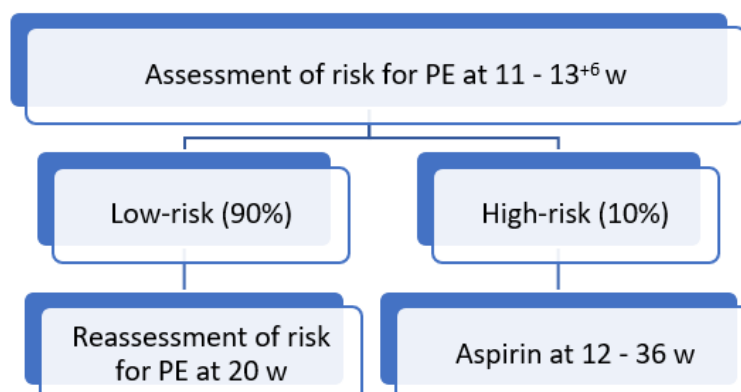 Assessment of risk for PE at 11 - 13⁺⁶ w
Low-risk (90%)
High-risk (10%)
Reassessment of risk
for PE at 20 w
Aspirin at 12 - 36 w